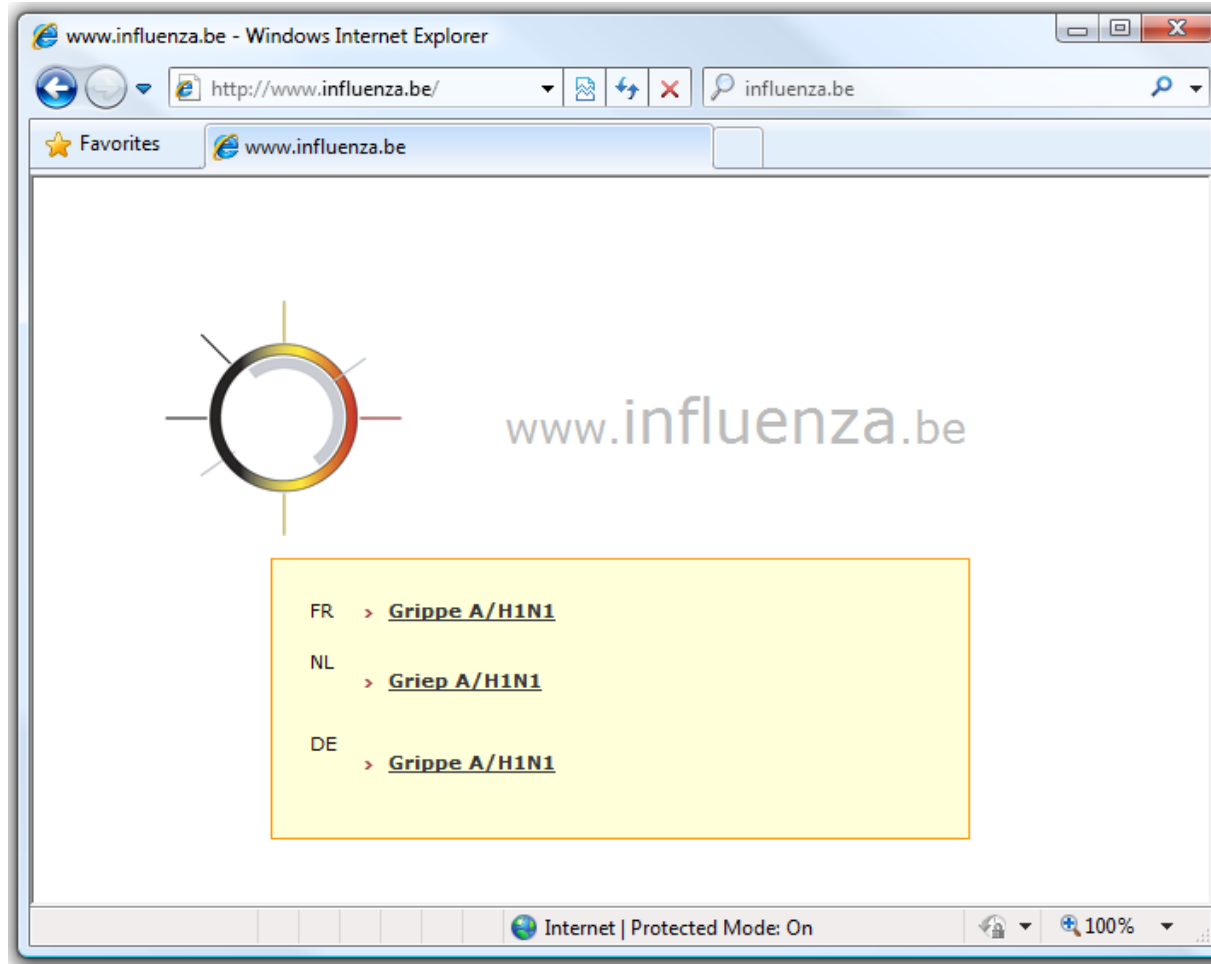 www.influenza.be - Windows Internet Explorer
http://www.influenza.be/ influenza.be
Favorites www.influenza.be
www.influenza.be
FR › Grippe A/H1N1
NL
› Griep A/H1N1
DE
› Grippe A/H1N1
Internet | Protected Mode: On 100%